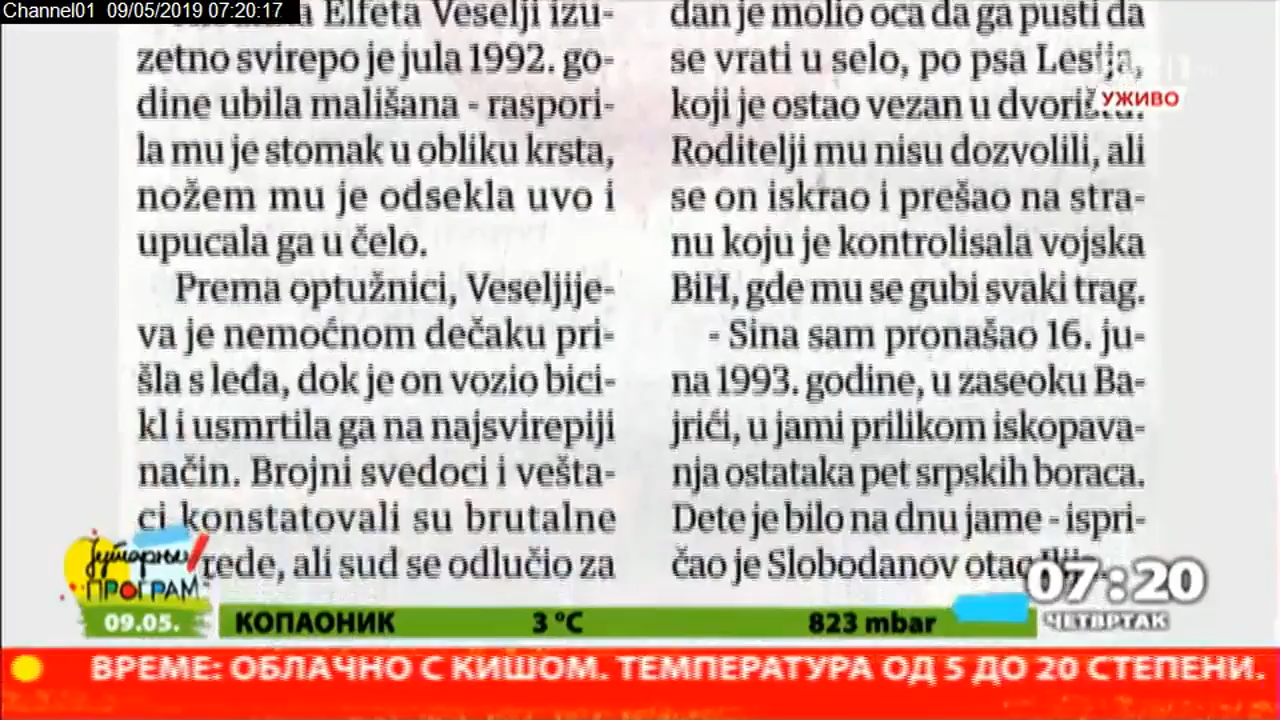 Channel01 09/05/2019 07:20:17
Elfeta Veselji izu-
zetno svirepo je jula 1992. go-
dine ubila mališana - raspori-
la mu je stomak u obliku krsta,
nožem mu je odsekla uvo i
upucala ga u čelo.
Prema optužnici, Veseljije-
va je nemoćnom dečaku pri-
šla s leđa, dok je on vozio bici-
kl i usmrtila ga na najsvirepiji
način. Brojni svedoci i vešta-
ci konstatovali su brutalne
ali sud se odlučio za
dan je molio oca da ga pusti da
se vrati u selo, po psa Lesija,
koji je ostao vezan u
Roditelji mu nisu dozvolili, ali
se on iskrao i prešao na stra-
nu koju je kontrolisala vojska
BiH, gde mu se gubi svaki trag.
- Sina sam pronašao 16. ju-
na 1993. godine, u zaseoku Ba-
jrići, u jami prilikom iskopava-
nja ostataka pet srpskih boraca.
Dete je bilo na dnu jame - ispri-
čao je Slobodanov otac
УЖИВО
Јутарњи
ПРОГРАМ
09.05.
КОПАОНИК 3 °C 823 mbar
07:20
ЧЕТВРТАК
ВРЕМЕ: ОБЛАЧНО С КИШОМ. ТЕМПЕРАТУРА ОД 5 ДО 20 СТЕПЕНИ.